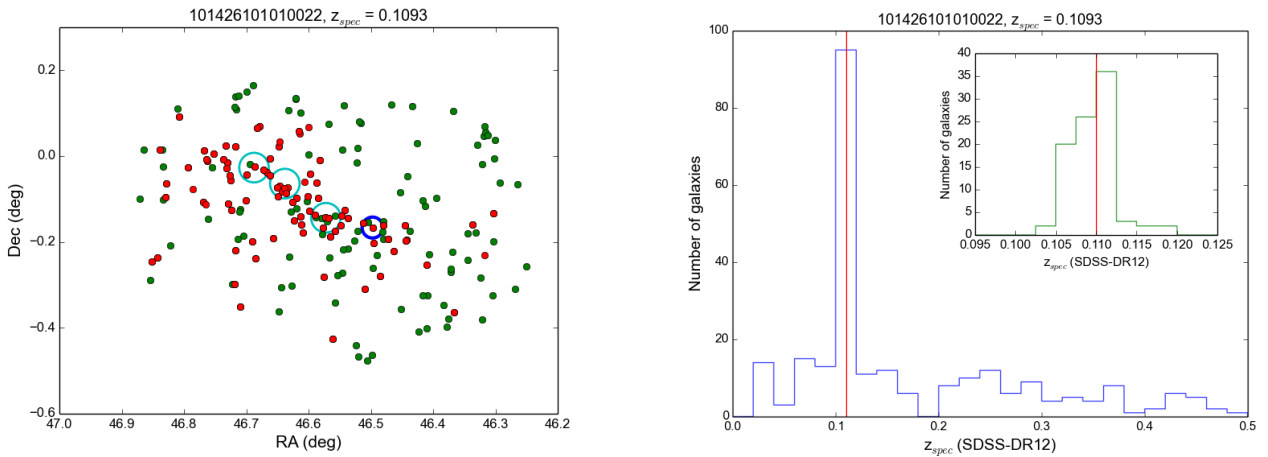 101426101010022, z_spec = 0.1093
Dec (deg)
0.2
0.0
−0.2
−0.4
−0.6
47.0 46.9 46.8 46.7 46.6 46.5 46.4 46.3 46.2
RA (deg)
101426101010022, z_spec = 0.1093
Number of galaxies
100
80
60
40
20
0
0.0 0.1 0.2 0.3 0.4 0.5
z_spec (SDSS-DR12)
Number of galaxies
40
35
30
25
20
15
10
5
0
0.095 0.100 0.105 0.110 0.115 0.120 0.125
z_spec (SDSS-DR12)